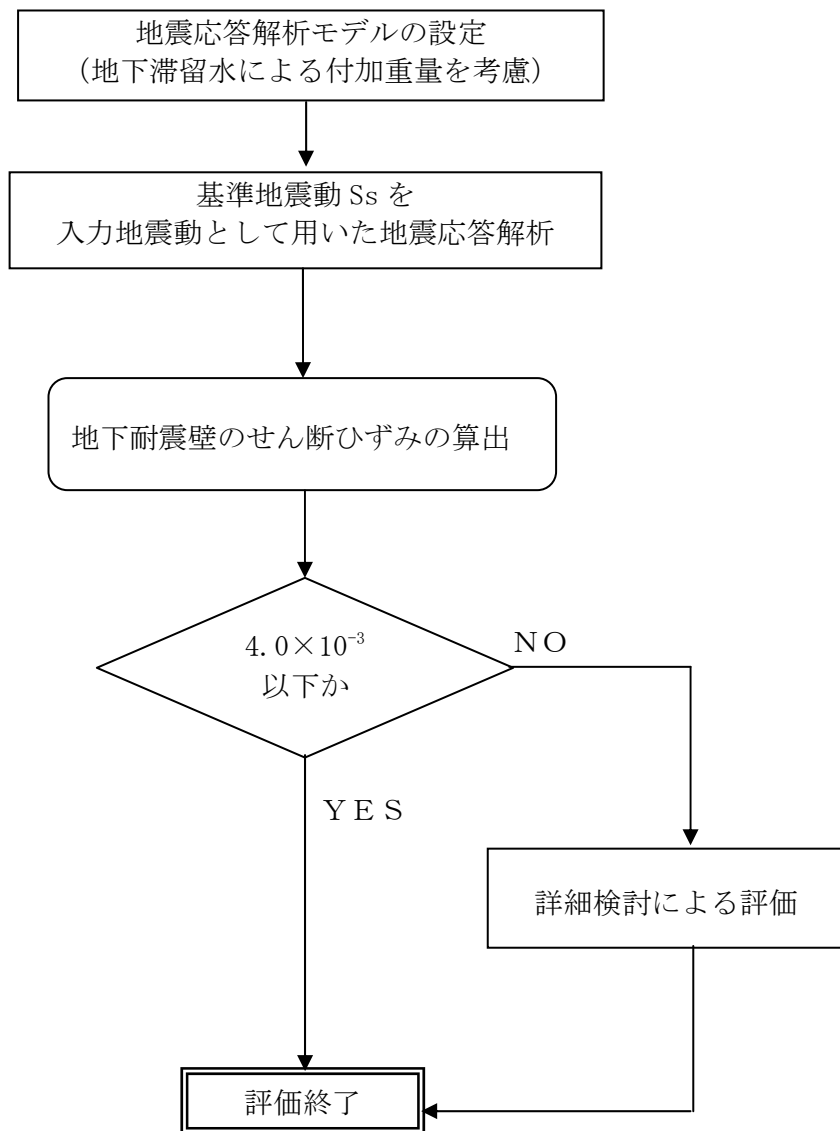 地震応答解析モデルの設定
（地下滞留水による付加重量を考慮）
基準地震動 Ss を
入力地震動として用いた地震応答解析
地下耐震壁のせん断ひずみの算出
4.0×10⁻³
以下か
NO
YES
詳細検討による評価
評価終了